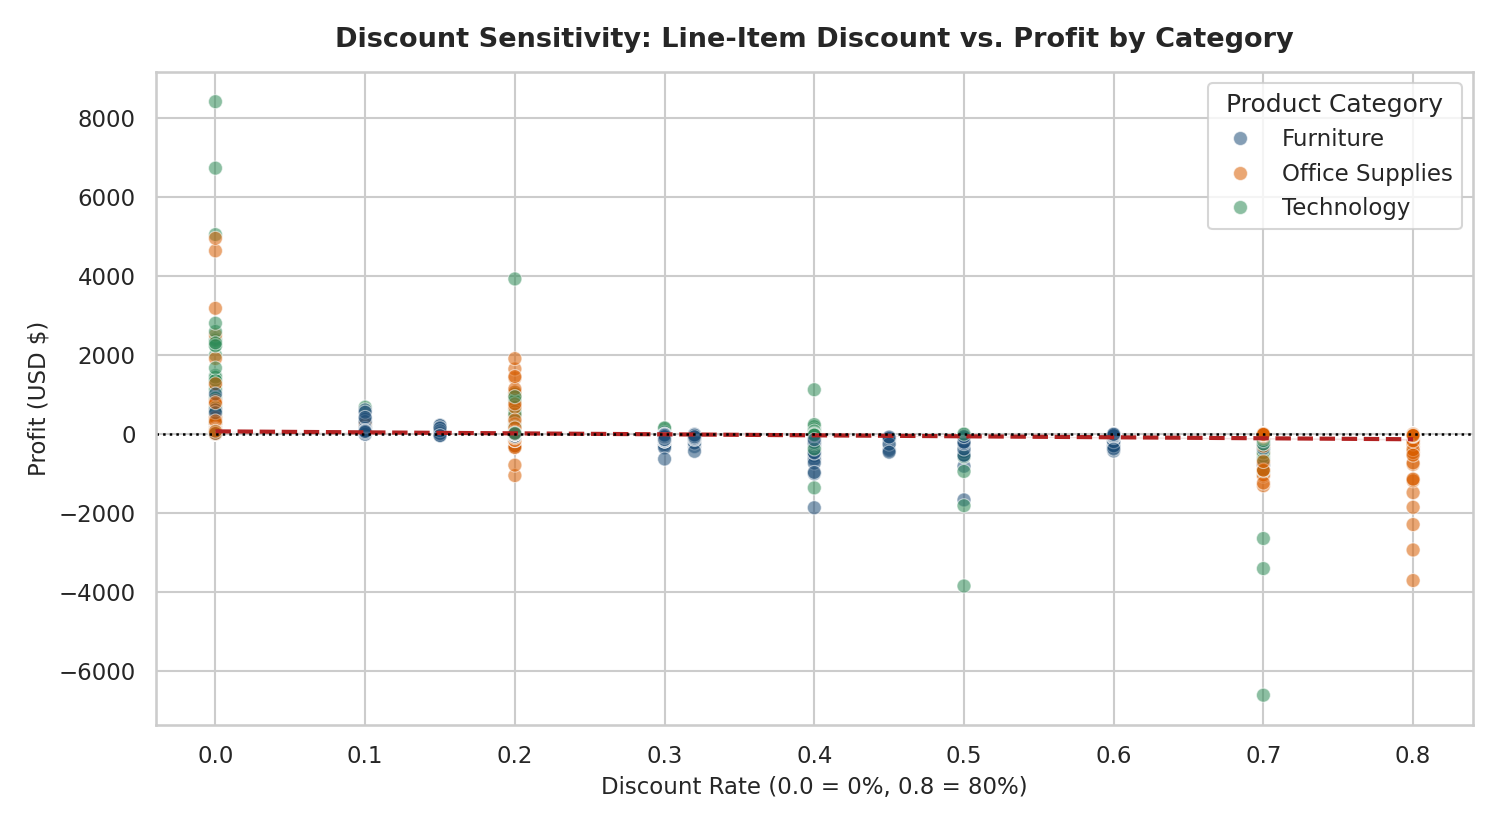 Discount Sensitivity: Line-Item Discount vs. Profit by Category
Product Category
Furniture
Office Supplies
Technology
Profit (USD $)
8000
6000
4000
2000
0
−2000
−4000
−6000
0.0 0.1 0.2 0.3 0.4 0.5 0.6 0.7 0.8
Discount Rate (0.0 = 0%, 0.8 = 80%)